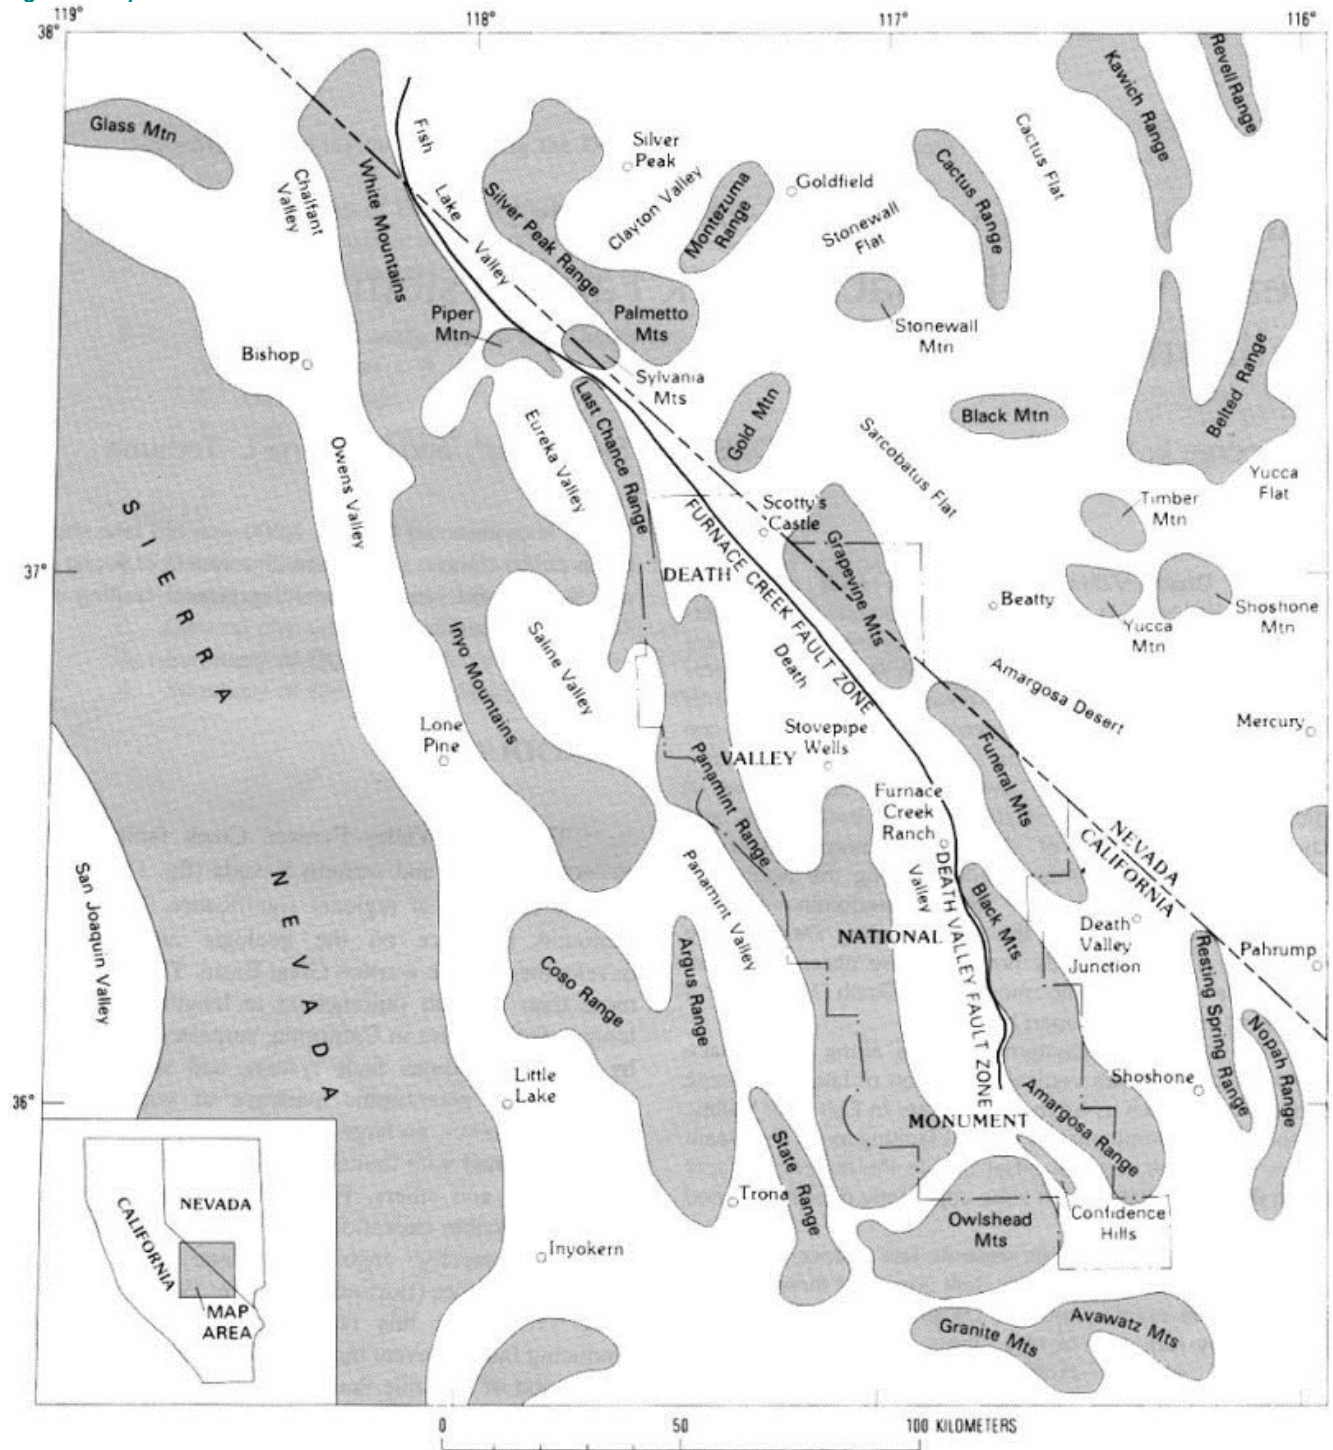 119°
118°
117°
116°
38°
Glass Mtn
Chalfant
Valley
White Mountains
Fish
Lake
Valley
Silver
Peak
Silver Peak Range
Clayton Valley
Montezuma
Range
Goldfield
Stonewall
Flat
Cactus Range
Cactus Flat
Kawich Range
Revell Range
Piper
Mtn
Palmetto
Mts
Stonewall
Mtn
Bishop
Sylvania
Mts
Last Chance Range
Eureka Valley
Gold Mtn
Black Mtn
Belted Range
Sarcobatus Flat
Yucca
Flat
Owens Valley
Timber
Mtn
Scotty's
Castle
SIERRA
NEVADA
37°
DEATH
FURNACE CREEK FAULT ZONE
Grapevine Mts
Beatty
Shoshone
Mtn
Yucca
Mtn
Inyo Mountains
Saline Valley
Death
Amargosa Desert
Mercury
Lone
Pine
Stovepipe
Wells
VALLEY
Panamint Range
Funeral Mts
Furnace
Creek
Ranch
NEVADA
CALIFORNIA
San Joaquin Valley
Panamint Valley
Valley
DEATH VALLEY FAULT ZONE
Black Mts
Death
Valley
Junction
NATIONAL
Resting Spring Range
Pahrump
Coso Range
Argus Range
Nopah Range
36°
Little
Lake
Shoshone
MONUMENT
Amargosa Range
State Range
Trona
Owlshead
Mts
Confidence
Hills
Inyokern
NEVADA
CALIFORNIA
MAP
AREA
Granite Mts
Avawatz Mts
0
50
100 KILOMETERS